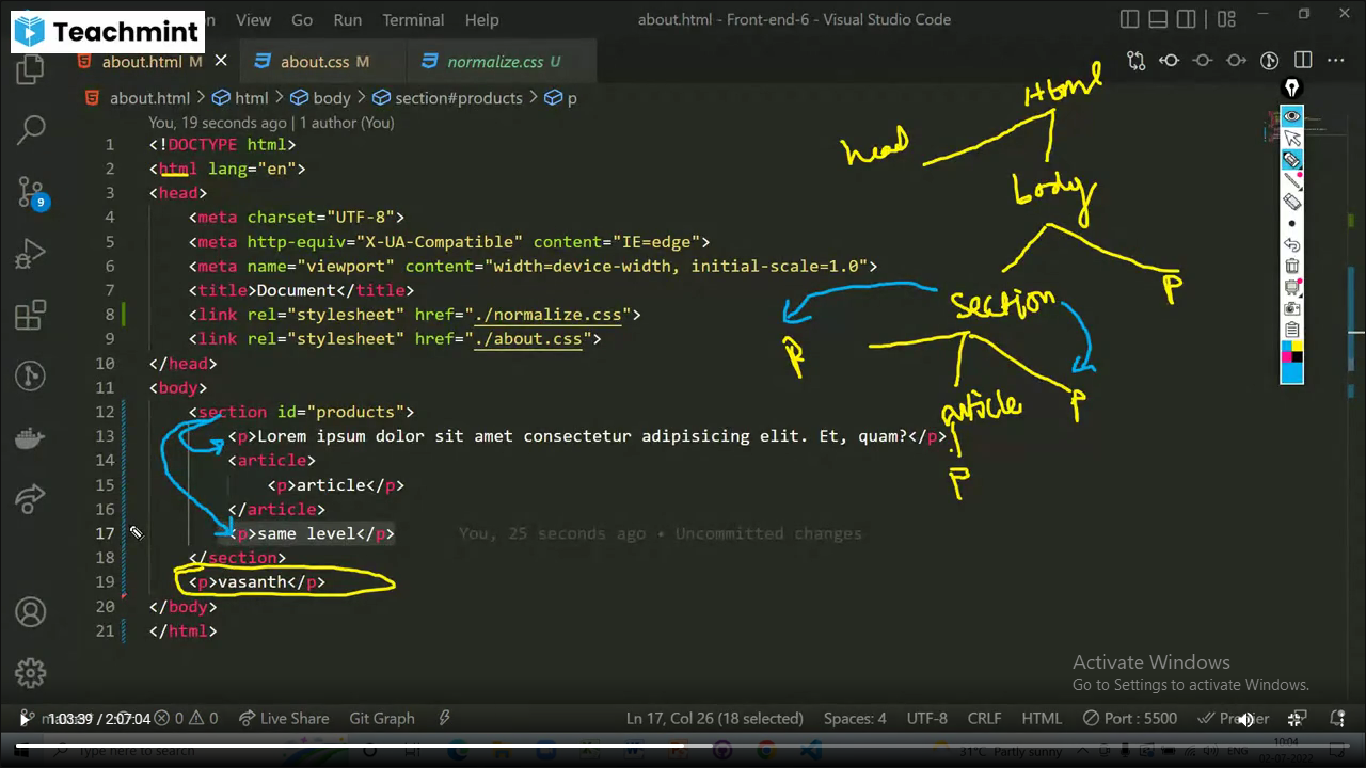 Teachmint
View Go Run Terminal Help
about.html - Front-end-6 - Visual Studio Code
about.html M
about.css M
normalize.css U
about.html > html > body > section#products > p
You, 19 seconds ago | 1 author (You)
1 <!DOCTYPE html>
2 <html lang="en">
3 <head>
4 <meta charset="UTF-8">
5 <meta http-equiv="X-UA-Compatible" content="IE=edge">
6 <meta name="viewport" content="width=device-width, initial-scale=1.0">
7 <title>Document</title>
8 <link rel="stylesheet" href="./normalize.css">
9 <link rel="stylesheet" href="./about.css">
10 </head>
11 <body>
12 <section id="products">
13 <p>Lorem ipsum dolor sit amet consectetur adipisicing elit. Et, quam?</p>
14 <article>
15 <p>article</p>
16 </article>
17 <p>same level</p> You, 25 seconds ago • Uncommitted changes
18 </section>
19 <p>vasanth</p>
20 </body>
21 </html>
Html
head
body
section
P
P
article
P
P
9
Activate Windows
Go to Settings to activate Windows.
1:03:39 / 2:07:04
0 0
Live Share
Git Graph
Ln 17, Col 26 (18 selected)
Spaces: 4
UTF-8
CRLF
HTML
Port : 5500
Type here to search
31°C Partly sunny
ENG
10:04
02-07-2022